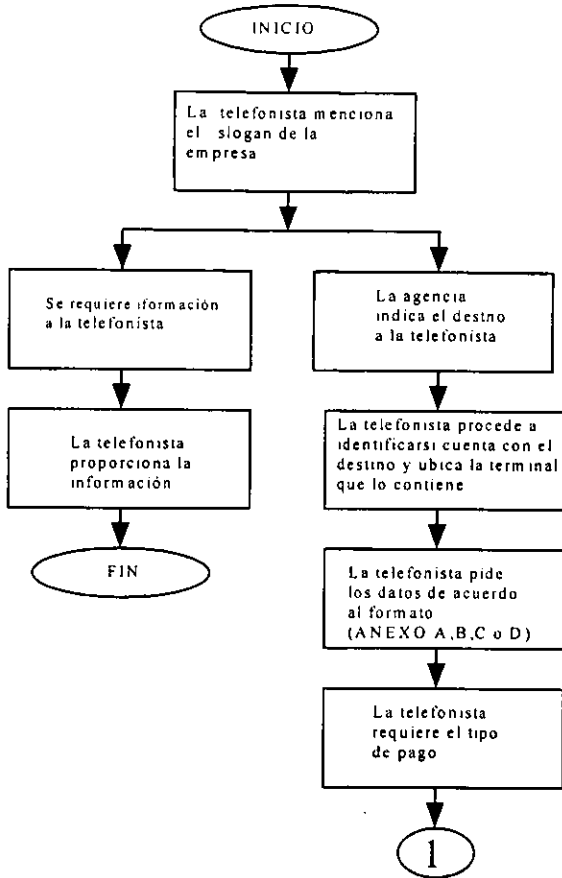 INICIO
La telefonista menciona
el slogan de la
empresa
Se requiere iformación
a la telefonista
La telefonista
proporciona la
información
FIN
La agencia
indica el destno
a la telefonista
La telefonista procede a
identificarsi cuenta con el
destino y ubica la terminal
que lo contiene
La telefonista pide
los datos de acuerdo
al formato
(ANEXO A,B,C o D)
La telefonista
requiere el tipo
de pago
1